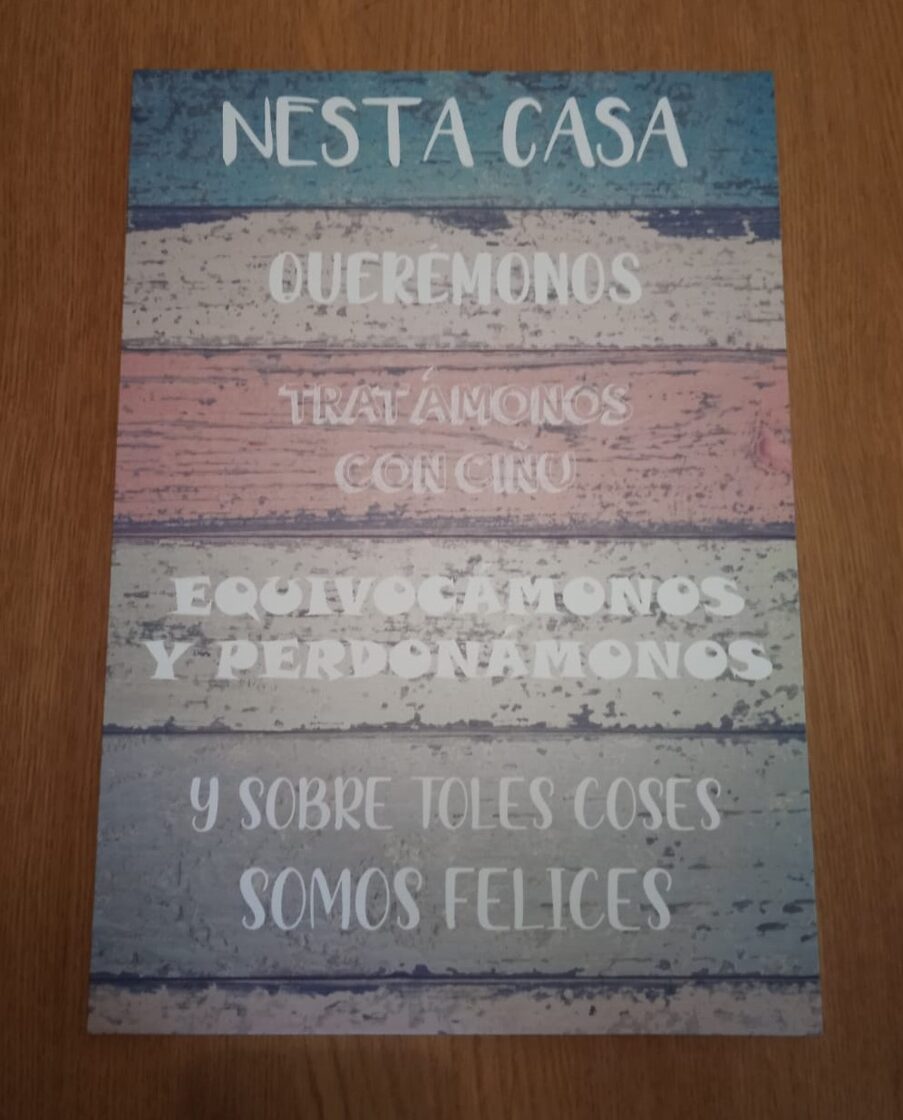 NESTA CASA
QUERÉMONOS
TRATÁMONOS
CON CIÑU
EQUIVOCÁMONOS
Y PERDONÁMONOS
Y SOBRE TOLES COSES
SOMOS FELICES